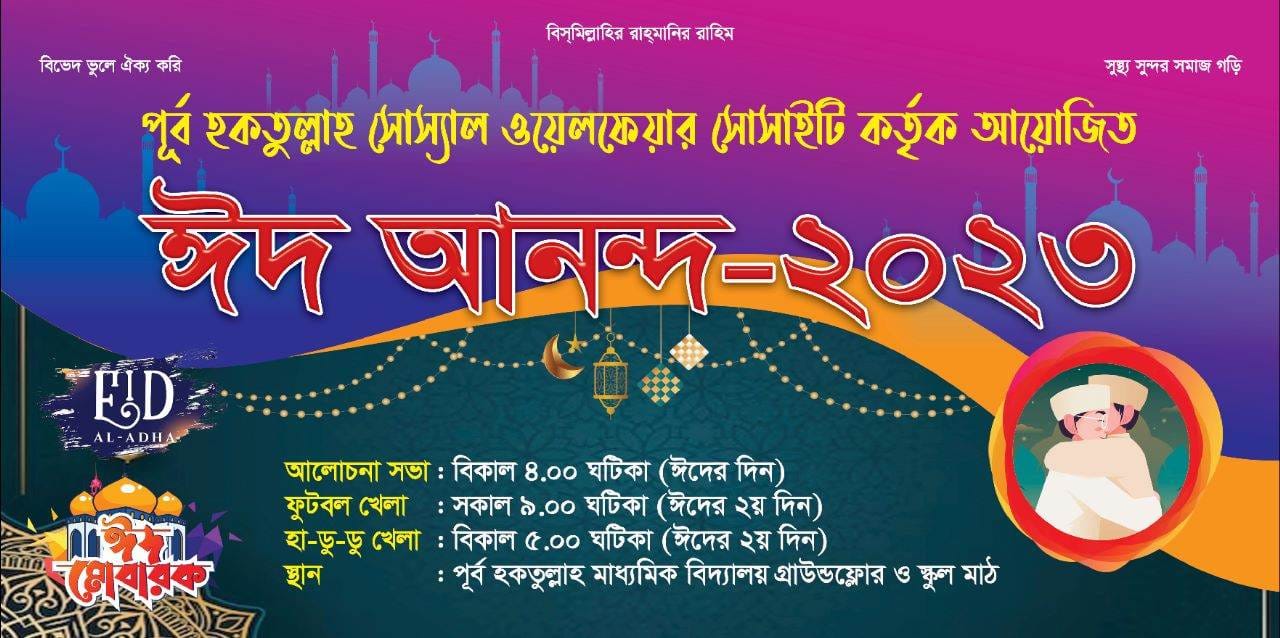 বিস্‌মিল্লাহির রাহ্‌মানির রাহিম
বিভেদ ভুলে ঐক্য করি
সুস্থ্য সুন্দর সমাজ গড়ি
পূর্ব হকতুল্লাহ সোস্যাল ওয়েলফেয়ার সোসাইটি কর্তৃক আয়োজিত
ঈদ আনন্দ-২০২৩
EID
AL-ADHA
আলোচনা সভা : বিকাল ৪.০০ ঘটিকা (ঈদের দিন)
ফুটবল খেলা : সকাল ৯.০০ ঘটিকা (ঈদের ২য় দিন)
হা-ডু-ডু খেলা : বিকাল ৫.০০ ঘটিকা (ঈদের ২য় দিন)
স্থান : পূর্ব হকতুল্লাহ মাধ্যমিক বিদ্যালয় গ্রাউন্ডফ্লোর ও স্কুল মাঠ
ঈদ
মোবারক